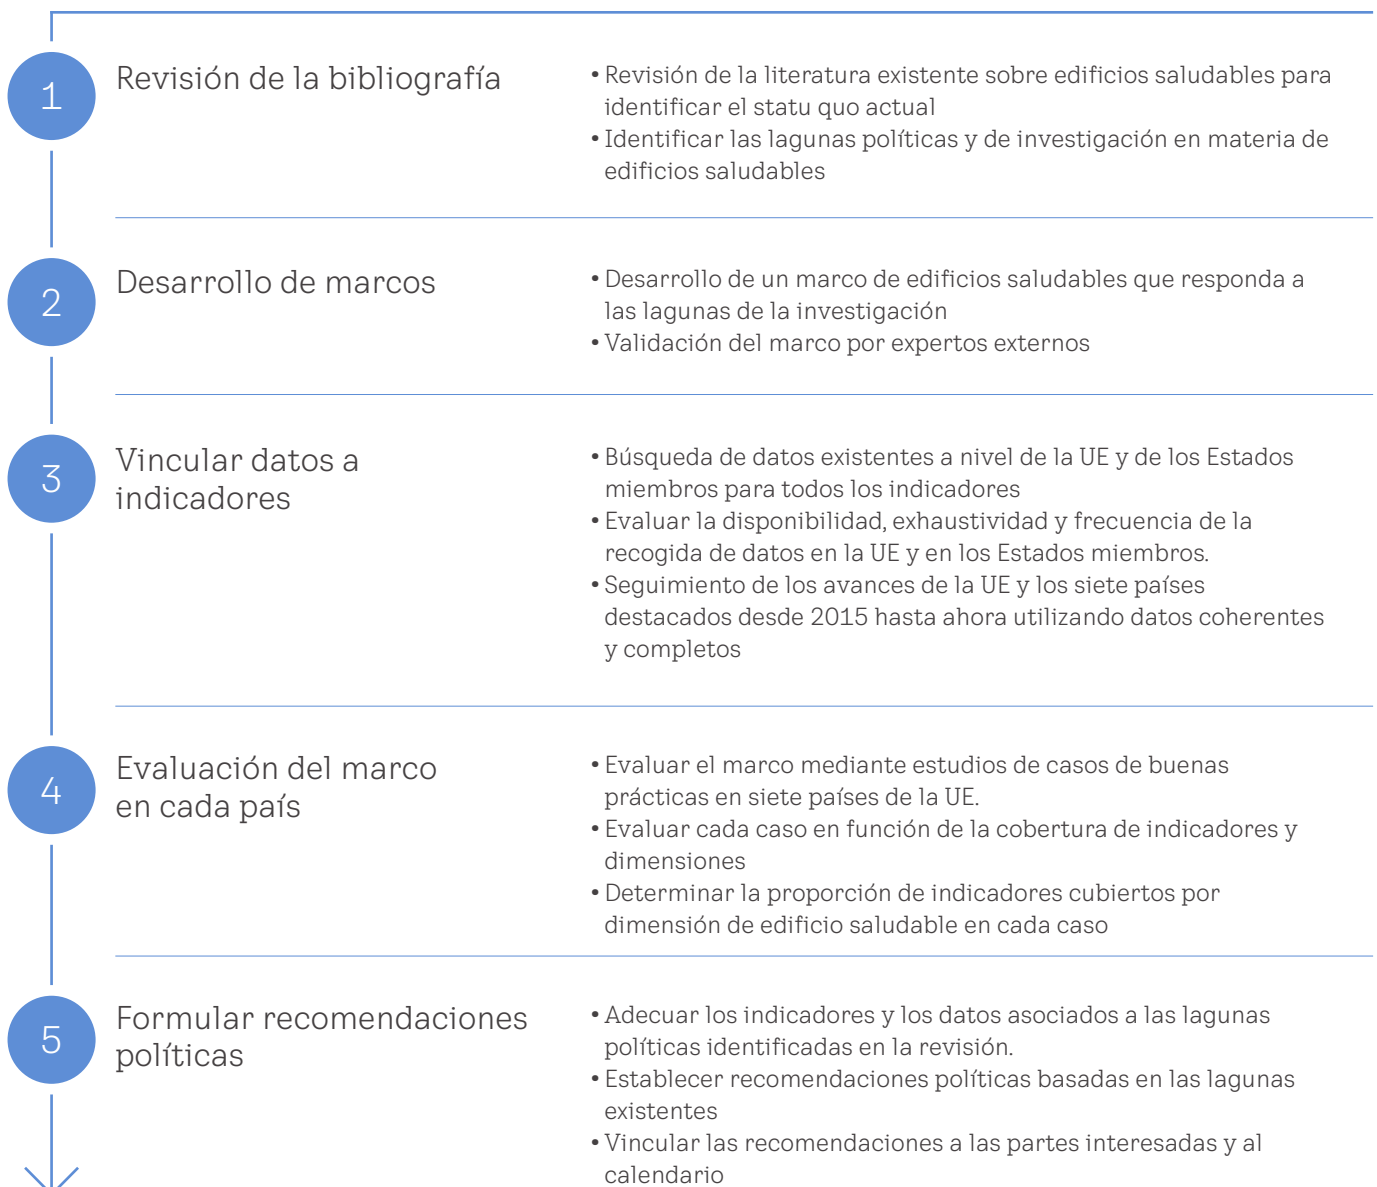 1
Revisión de la bibliografía
• Revisión de la literatura existente sobre edificios saludables para
identificar el statu quo actual
• Identificar las lagunas políticas y de investigación en materia de
edificios saludables
2
Desarrollo de marcos
• Desarrollo de un marco de edificios saludables que responda a
las lagunas de la investigación
• Validación del marco por expertos externos
3
Vincular datos a
indicadores
• Búsqueda de datos existentes a nivel de la UE y de los Estados
miembros para todos los indicadores
• Evaluar la disponibilidad, exhaustividad y frecuencia de la
recogida de datos en la UE y en los Estados miembros.
• Seguimiento de los avances de la UE y los siete países
destacados desde 2015 hasta ahora utilizando datos coherentes
y completos
4
Evaluación del marco
en cada país
• Evaluar el marco mediante estudios de casos de buenas
prácticas en siete países de la UE.
• Evaluar cada caso en función de la cobertura de indicadores y
dimensiones
• Determinar la proporción de indicadores cubiertos por
dimensión de edificio saludable en cada caso
5
Formular recomendaciones
políticas
• Adecuar los indicadores y los datos asociados a las lagunas
políticas identificadas en la revisión.
• Establecer recomendaciones políticas basadas en las lagunas
existentes
• Vincular las recomendaciones a las partes interesadas y al
calendario